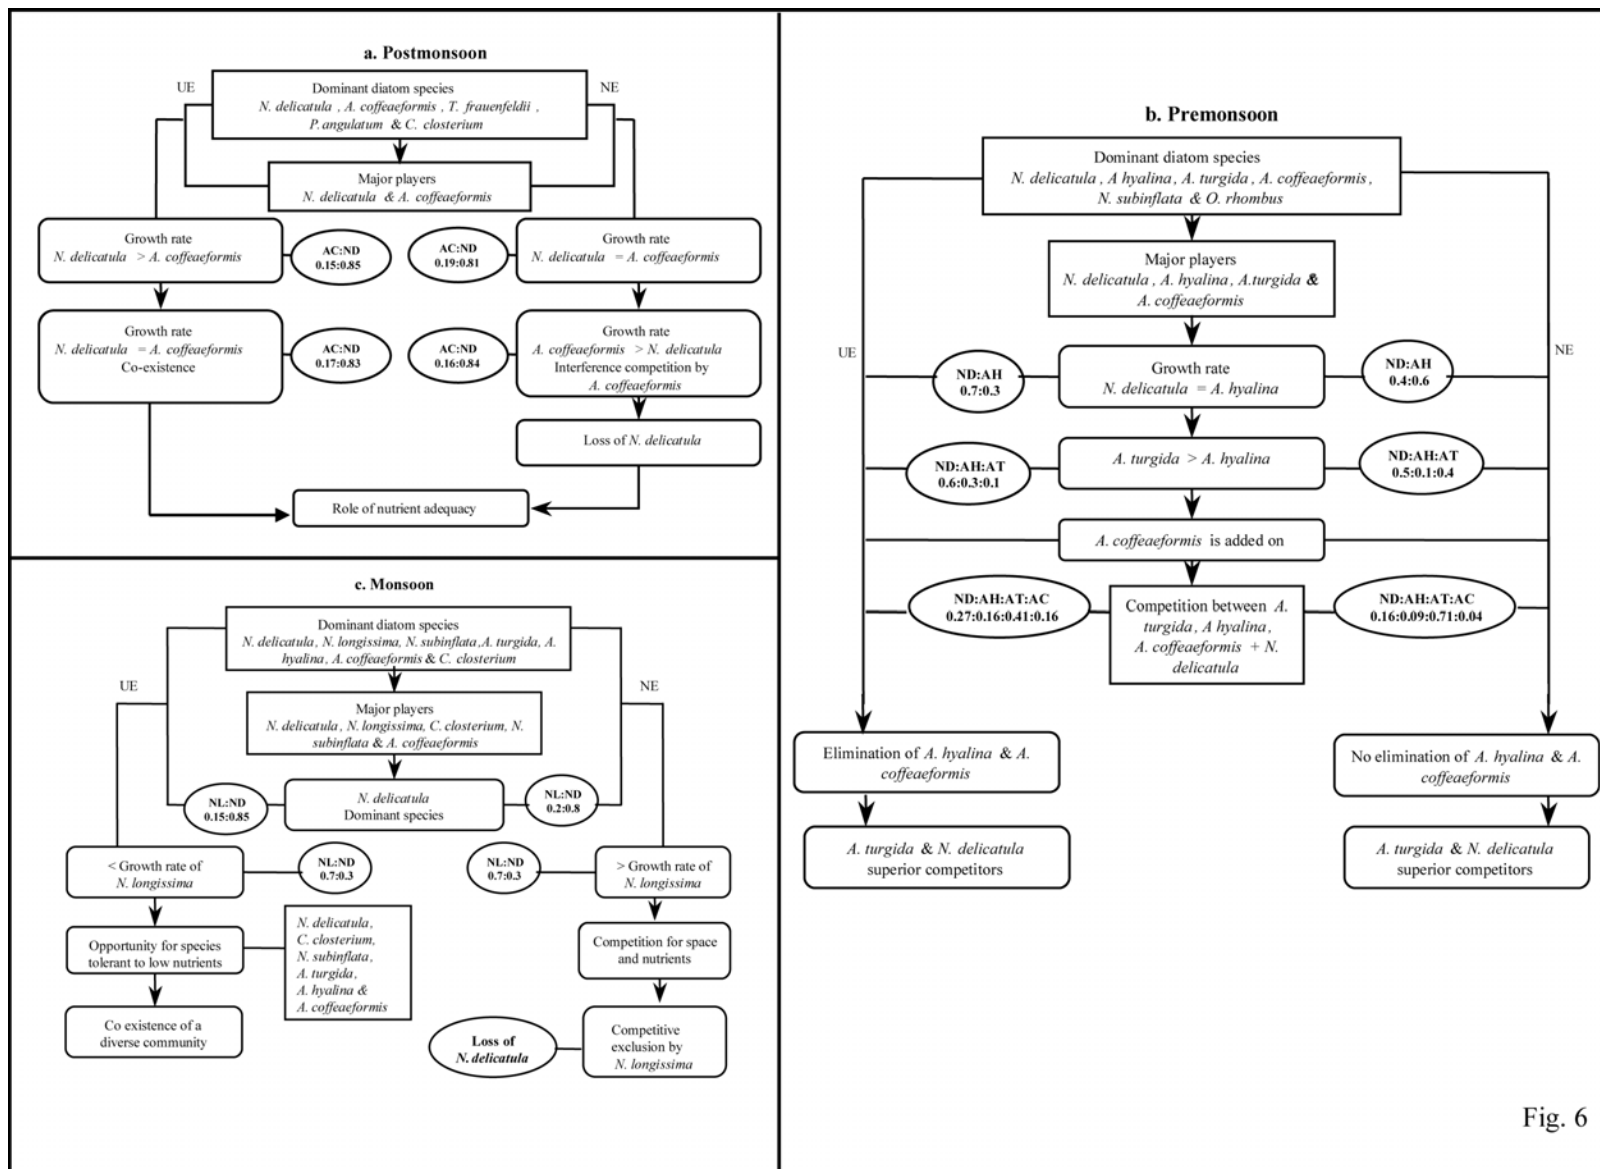 a. Postmonsoon
UE
NE
Dominant diatom species
N. delicatula , A. coffeaeformis , T. frauenfeldii ,
P. angulatum & C. closterium
Major players
N. delicatula & A. coffeaeformis
Growth rate
N. delicatula > A. coffeaeformis
AC:ND
0.15:0.85
AC:ND
0.19:0.81
Growth rate
N. delicatula = A. coffeaeformis
Growth rate
N. delicatula = A. coffeaeformis
Co-existence
AC:ND
0.17:0.83
AC:ND
0.16:0.84
Growth rate
A. coffeaeformis > N. delicatula
Interference competition by
A. coffeaeformis
Loss of N. delicatula
Role of nutrient adequacy
b. Premonsoon
Dominant diatom species
N. delicatula , A hyalina , A. turgida , A. coffeaeformis ,
N. subinflata & O. rhombus
Major players
N. delicatula , A. hyalina , A.turgida &
A. coffeaeformis
UE
NE
ND:AH
0.7:0.3
Growth rate
N. delicatula = A. hyalina
ND:AH
0.4:0.6
ND:AH:AT
0.6:0.3:0.1
A. turgida > A. hyalina
ND:AH:AT
0.5:0.1:0.4
A. coffeaeformis is added on
ND:AH:AT:AC
0.27:0.16:0.41:0.16
Competition between A.
turgida , A hyalina ,
A. coffeaeformis + N.
delicatula
ND:AH:AT:AC
0.16:0.09:0.71:0.04
Elimination of A. hyalina & A.
coffeaeformis
No elimination of A. hyalina & A.
coffeaeformis
A. turgida & N. delicatula
superior competitors
A. turgida & N. delicatula
superior competitors
c. Monsoon
Dominant diatom species
N. delicatula , N. longissima , N. subinflata , A. turgida , A.
hyalina , A. coffeaeformis & C. closterium
UE
NE
Major players
N. delicatula , N. longissima, C. closterium, N.
subinflata & A. coffeaeformis
NL:ND
0.15:0.85
N. delicatula
Dominant species
NL:ND
0.2:0.8
< Growth rate of
N. longissima
NL:ND
0.7:0.3
NL:ND
0.7:0.3
> Growth rate of
N. longissima
Opportunity for species
tolerant to low nutrients
N. delicatula ,
C. closterium,
N. subinflata ,
A. turgida ,
A. hyalina &
A. coffeaeformis
Competition for space
and nutrients
Co existence of a
diverse community
Loss of
N. delicatula
Competitive
exclusion by
N. longissima
Fig. 6